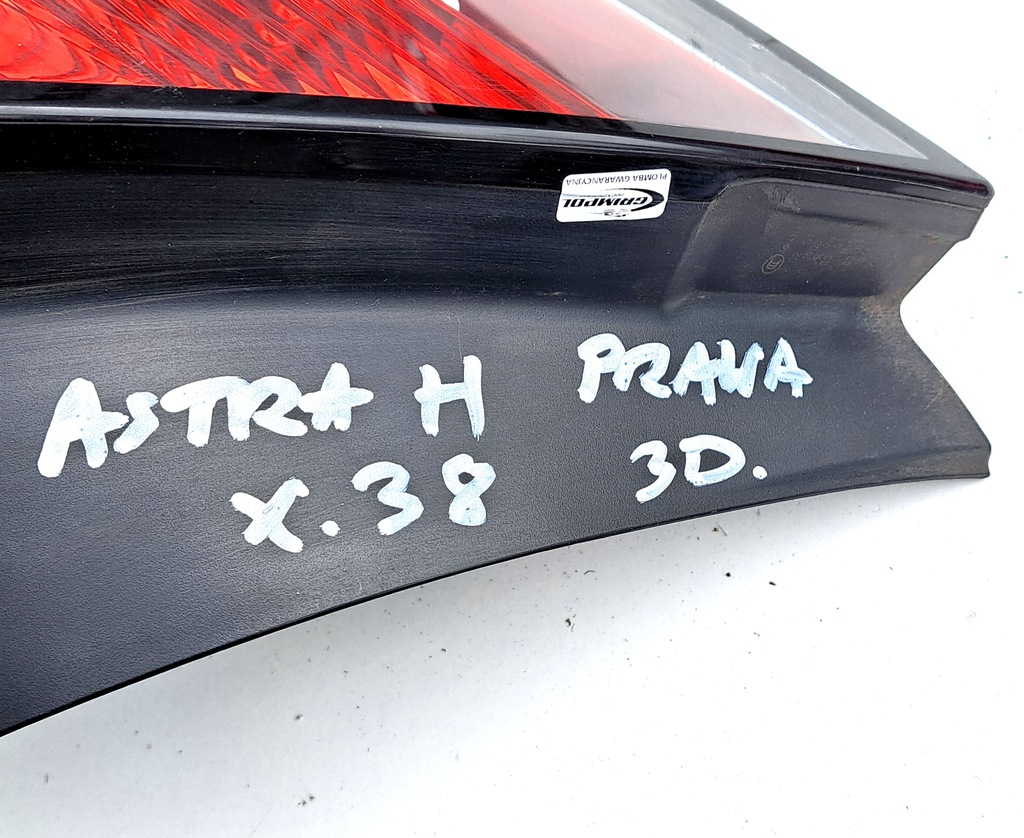 PLOMBA GWARANCYJNA
GRIMPOL
ASTRA H PRAWA
X.38 3D.